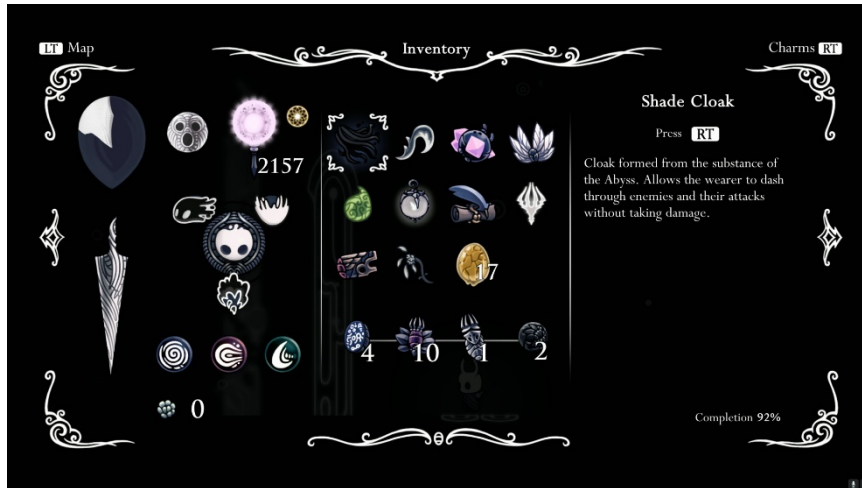 LT Map
Inventory
Charms RT
2157
17
4
10
1
2
0
Shade Cloak
Press RT
Cloak formed from the substance of
the Abyss. Allows the wearer to dash
through enemies and their attacks
without taking damage.
Completion 92%